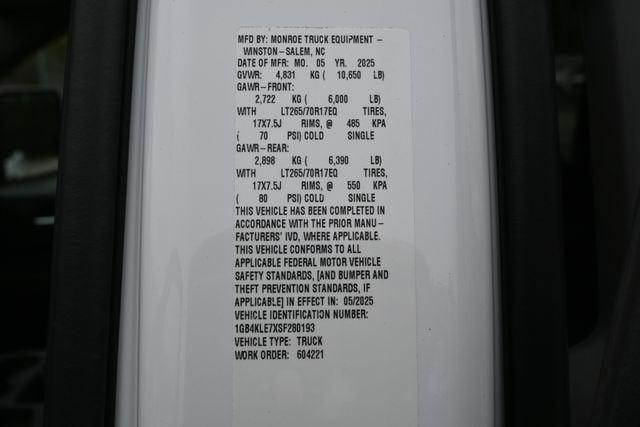 MFD BY: MONROE TRUCK EQUIPMENT –
WINSTON-SALEM, NC
DATE OF MFR: MO. 05 YR. 2025
GVWR: 4,831 KG ( 10,650 LB)
GAWR-FRONT:
2,722 KG ( 6,000 LB)
WITH LT265/70R17EQ TIRES,
17X7.5J RIMS, @ 485 KPA
( 70 PSI) COLD SINGLE
GAWR-REAR:
2,898 KG ( 6,390 LB)
WITH LT265/70R17EQ TIRES,
17X7.5J RIMS, @ 550 KPA
( 80 PSI) COLD SINGLE
THIS VEHICLE HAS BEEN COMPLETED IN
ACCORDANCE WITH THE PRIOR MANU –
FACTURERS' IVD, WHERE APPLICABLE.
THIS VEHICLE CONFORMS TO ALL
APPLICABLE FEDERAL MOTOR VEHICLE
SAFETY STANDARDS, [AND BUMPER AND
THEFT PREVENTION STANDARDS, IF
APPLICABLE] IN EFFECT IN: 05/2025
VEHICLE IDENTIFICATION NUMBER:
1GB4KLE7XSF280193
VEHICLE TYPE: TRUCK
WORK ORDER: 604221